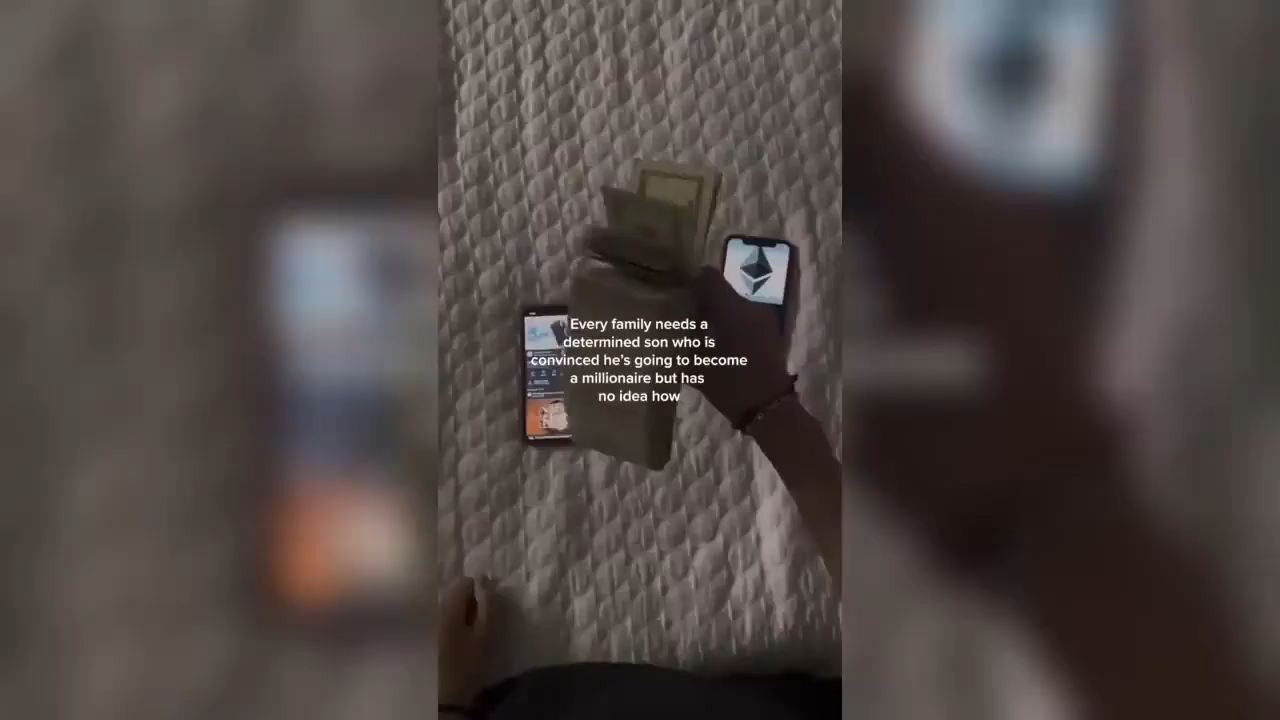 Every family needs a
determined son who is
convinced he's going to become
a millionaire but has
no idea how